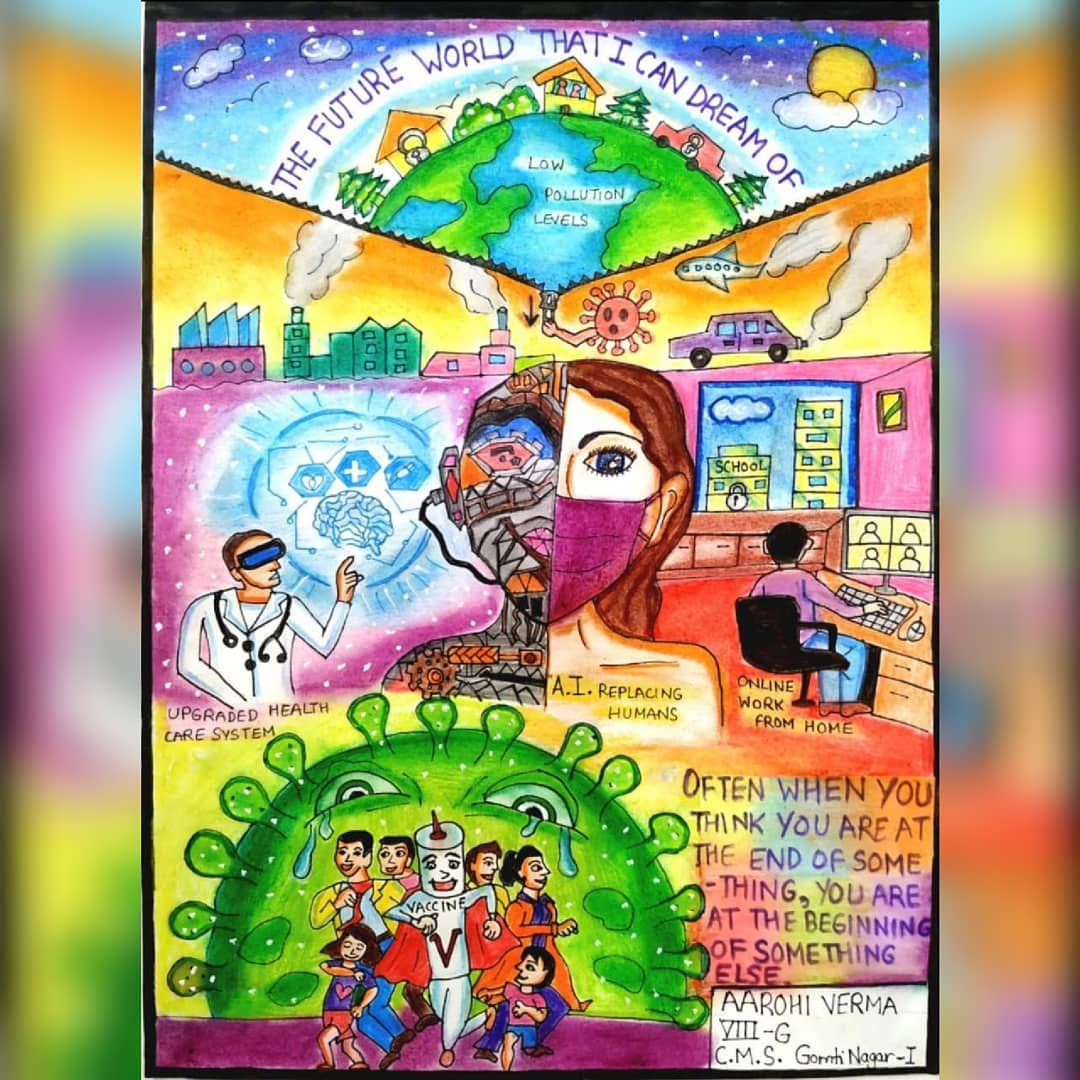 THE FUTURE WORLD THAT I CAN DREAM OF
LOW
POLLUTION
LEVELS
SCHOOL
UPGRADED HEALTH
CARE SYSTEM
A.I. REPLACING
HUMANS
ONLINE
WORK
FROM HOME
VACCINE
V
OFTEN WHEN YOU
THINK YOU ARE AT
THE END OF SOME
-THING, YOU ARE
AT THE BEGINNING
OF SOMETHING
ELSE.
AAROHI VERMA
VIII-G
C.M.S. Gomti Nagar-I